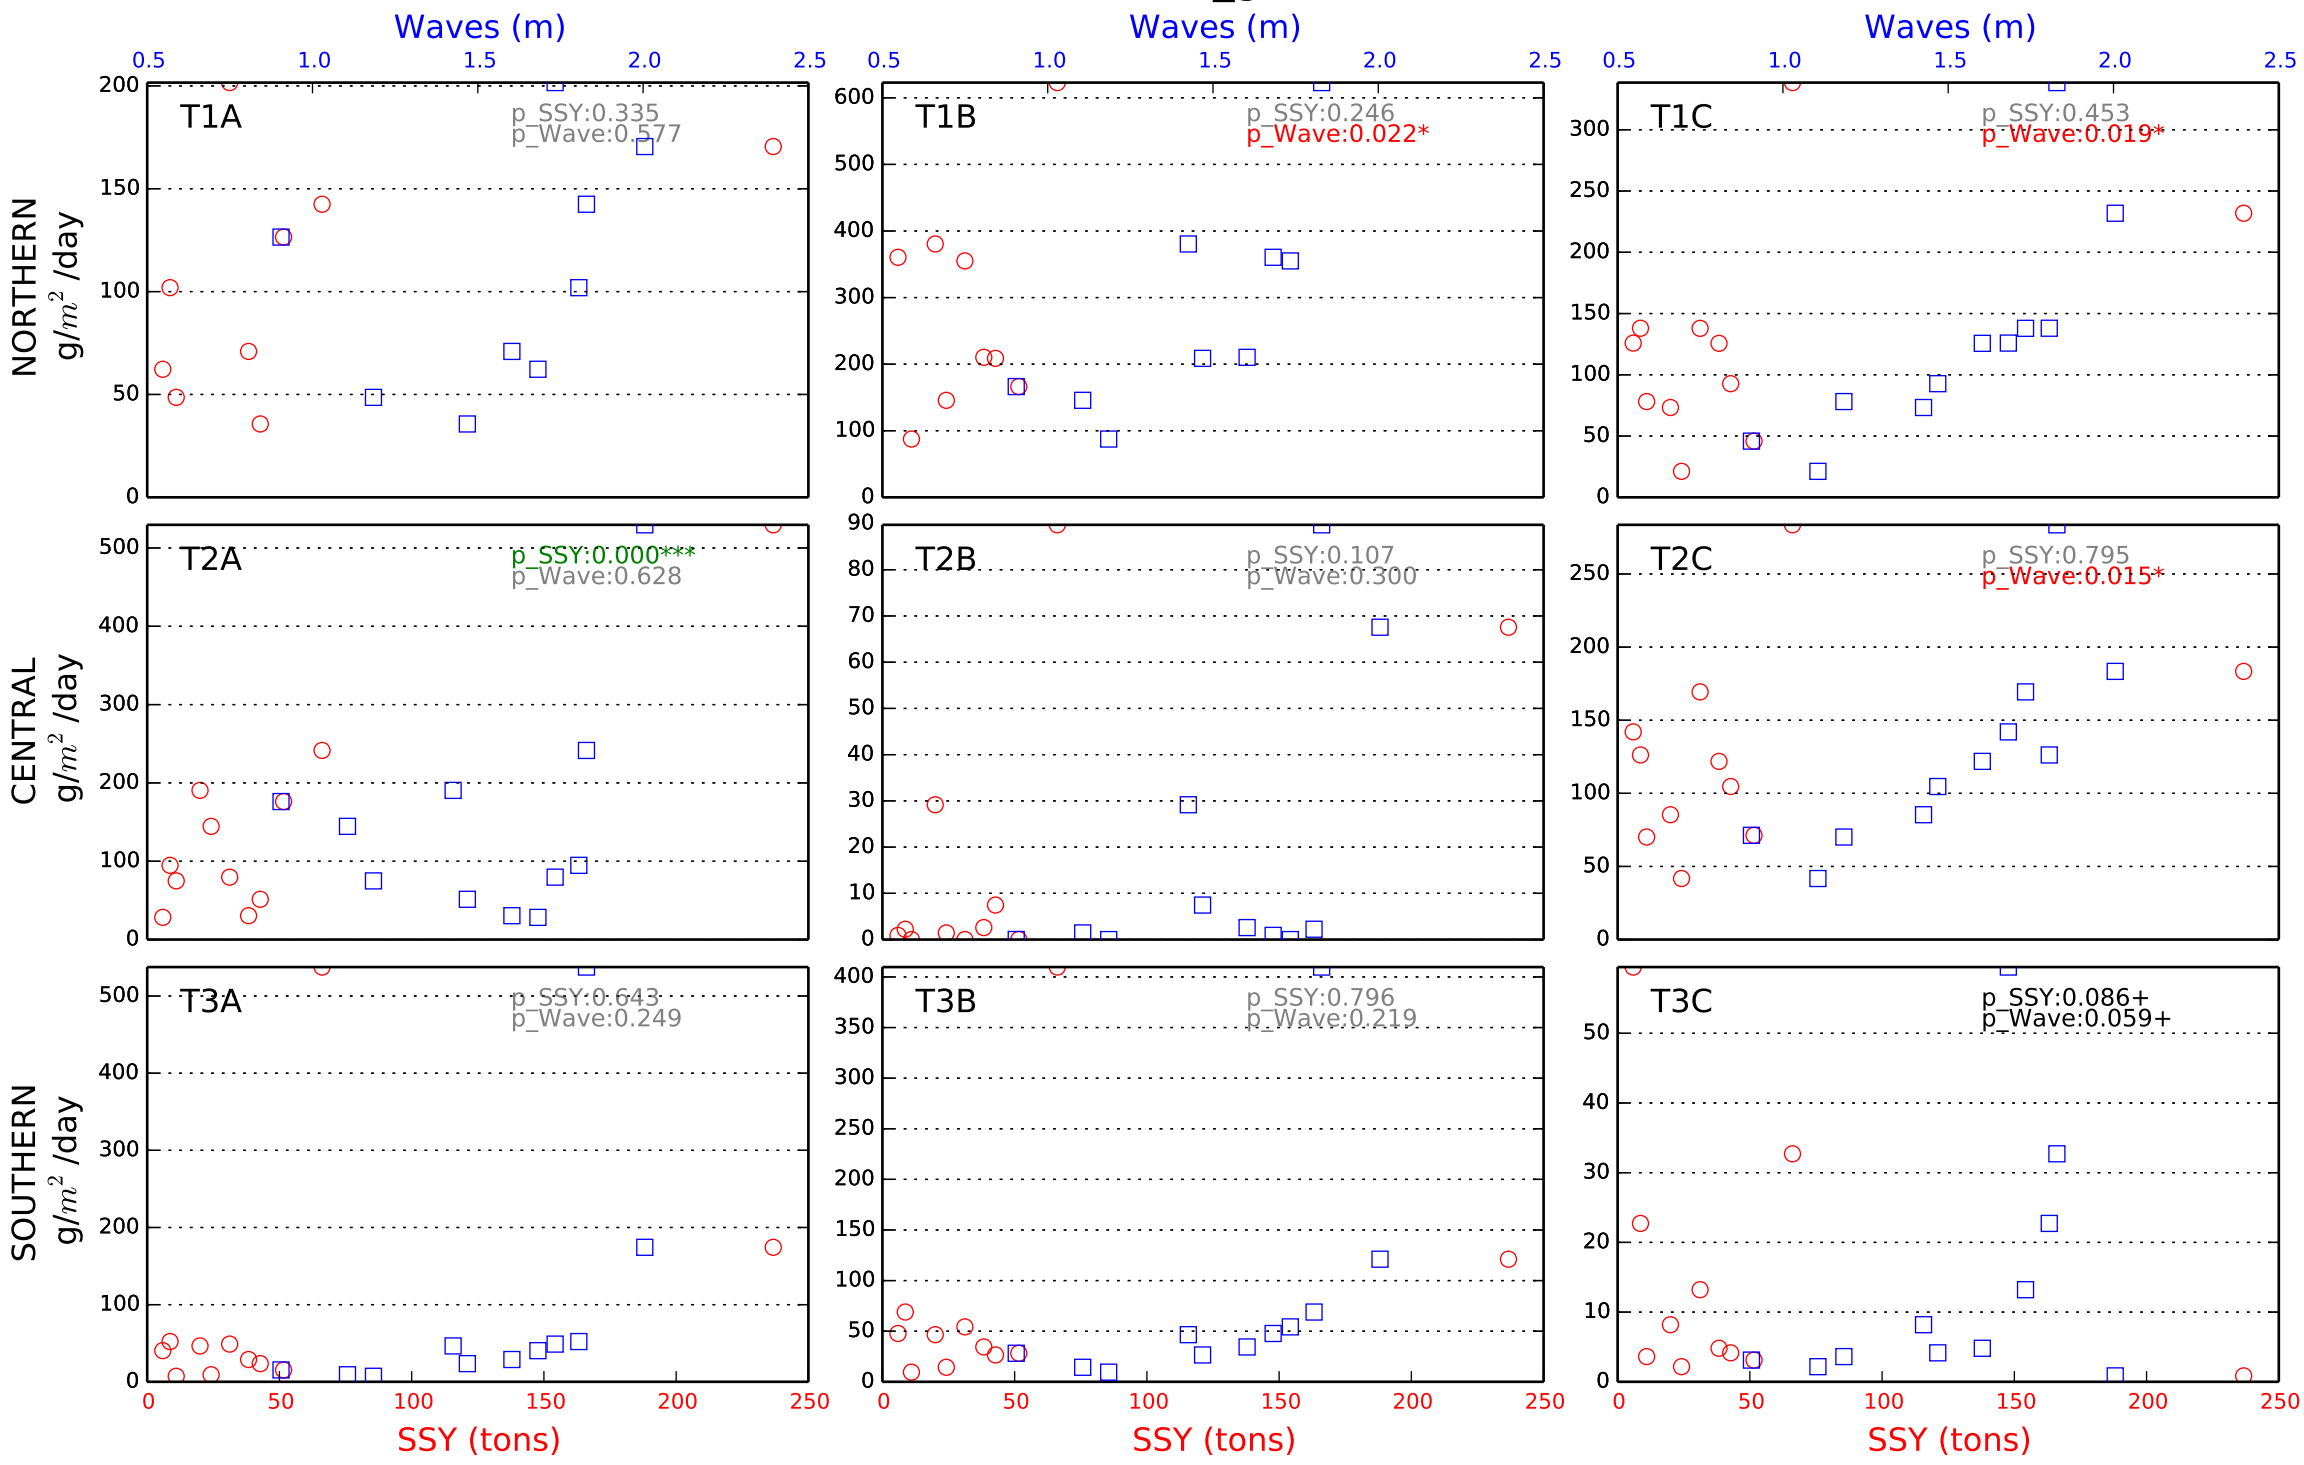 Waves (m) Waves (m) Waves (m)
0.5 1.0 1.5 2.0 2.5 0.5 1.0 1.5 2.0 2.5 0.5 1.0 1.5 2.0 2.5
NORTHERN
g/m² /day
200
150
100
50
0
T1A
p_SSY:0.335
p_Wave:0.577
600
500
400
300
200
100
0
T1B
p_SSY:0.246
p_Wave:0.022*
300
250
200
150
100
50
0
T1C
p_SSY:0.453
p_Wave:0.019*
CENTRAL
g/m² /day
500
400
300
200
100
0
T2A
p_SSY:0.000***
p_Wave:0.628
90
80
70
60
50
40
30
20
10
0
T2B
p_SSY:0.107
p_Wave:0.300
250
200
150
100
50
0
T2C
p_SSY:0.795
p_Wave:0.015*
SOUTHERN
g/m² /day
500
400
300
200
100
0
T3A
p_SSY:0.643
p_Wave:0.249
400
350
300
250
200
150
100
50
0
T3B
p_SSY:0.796
p_Wave:0.219
50
40
30
20
10
0
T3C
p_SSY:0.086+
p_Wave:0.059+
0 50 100 150 200 250 0 50 100 150 200 250 0 50 100 150 200 250
SSY (tons) SSY (tons) SSY (tons)